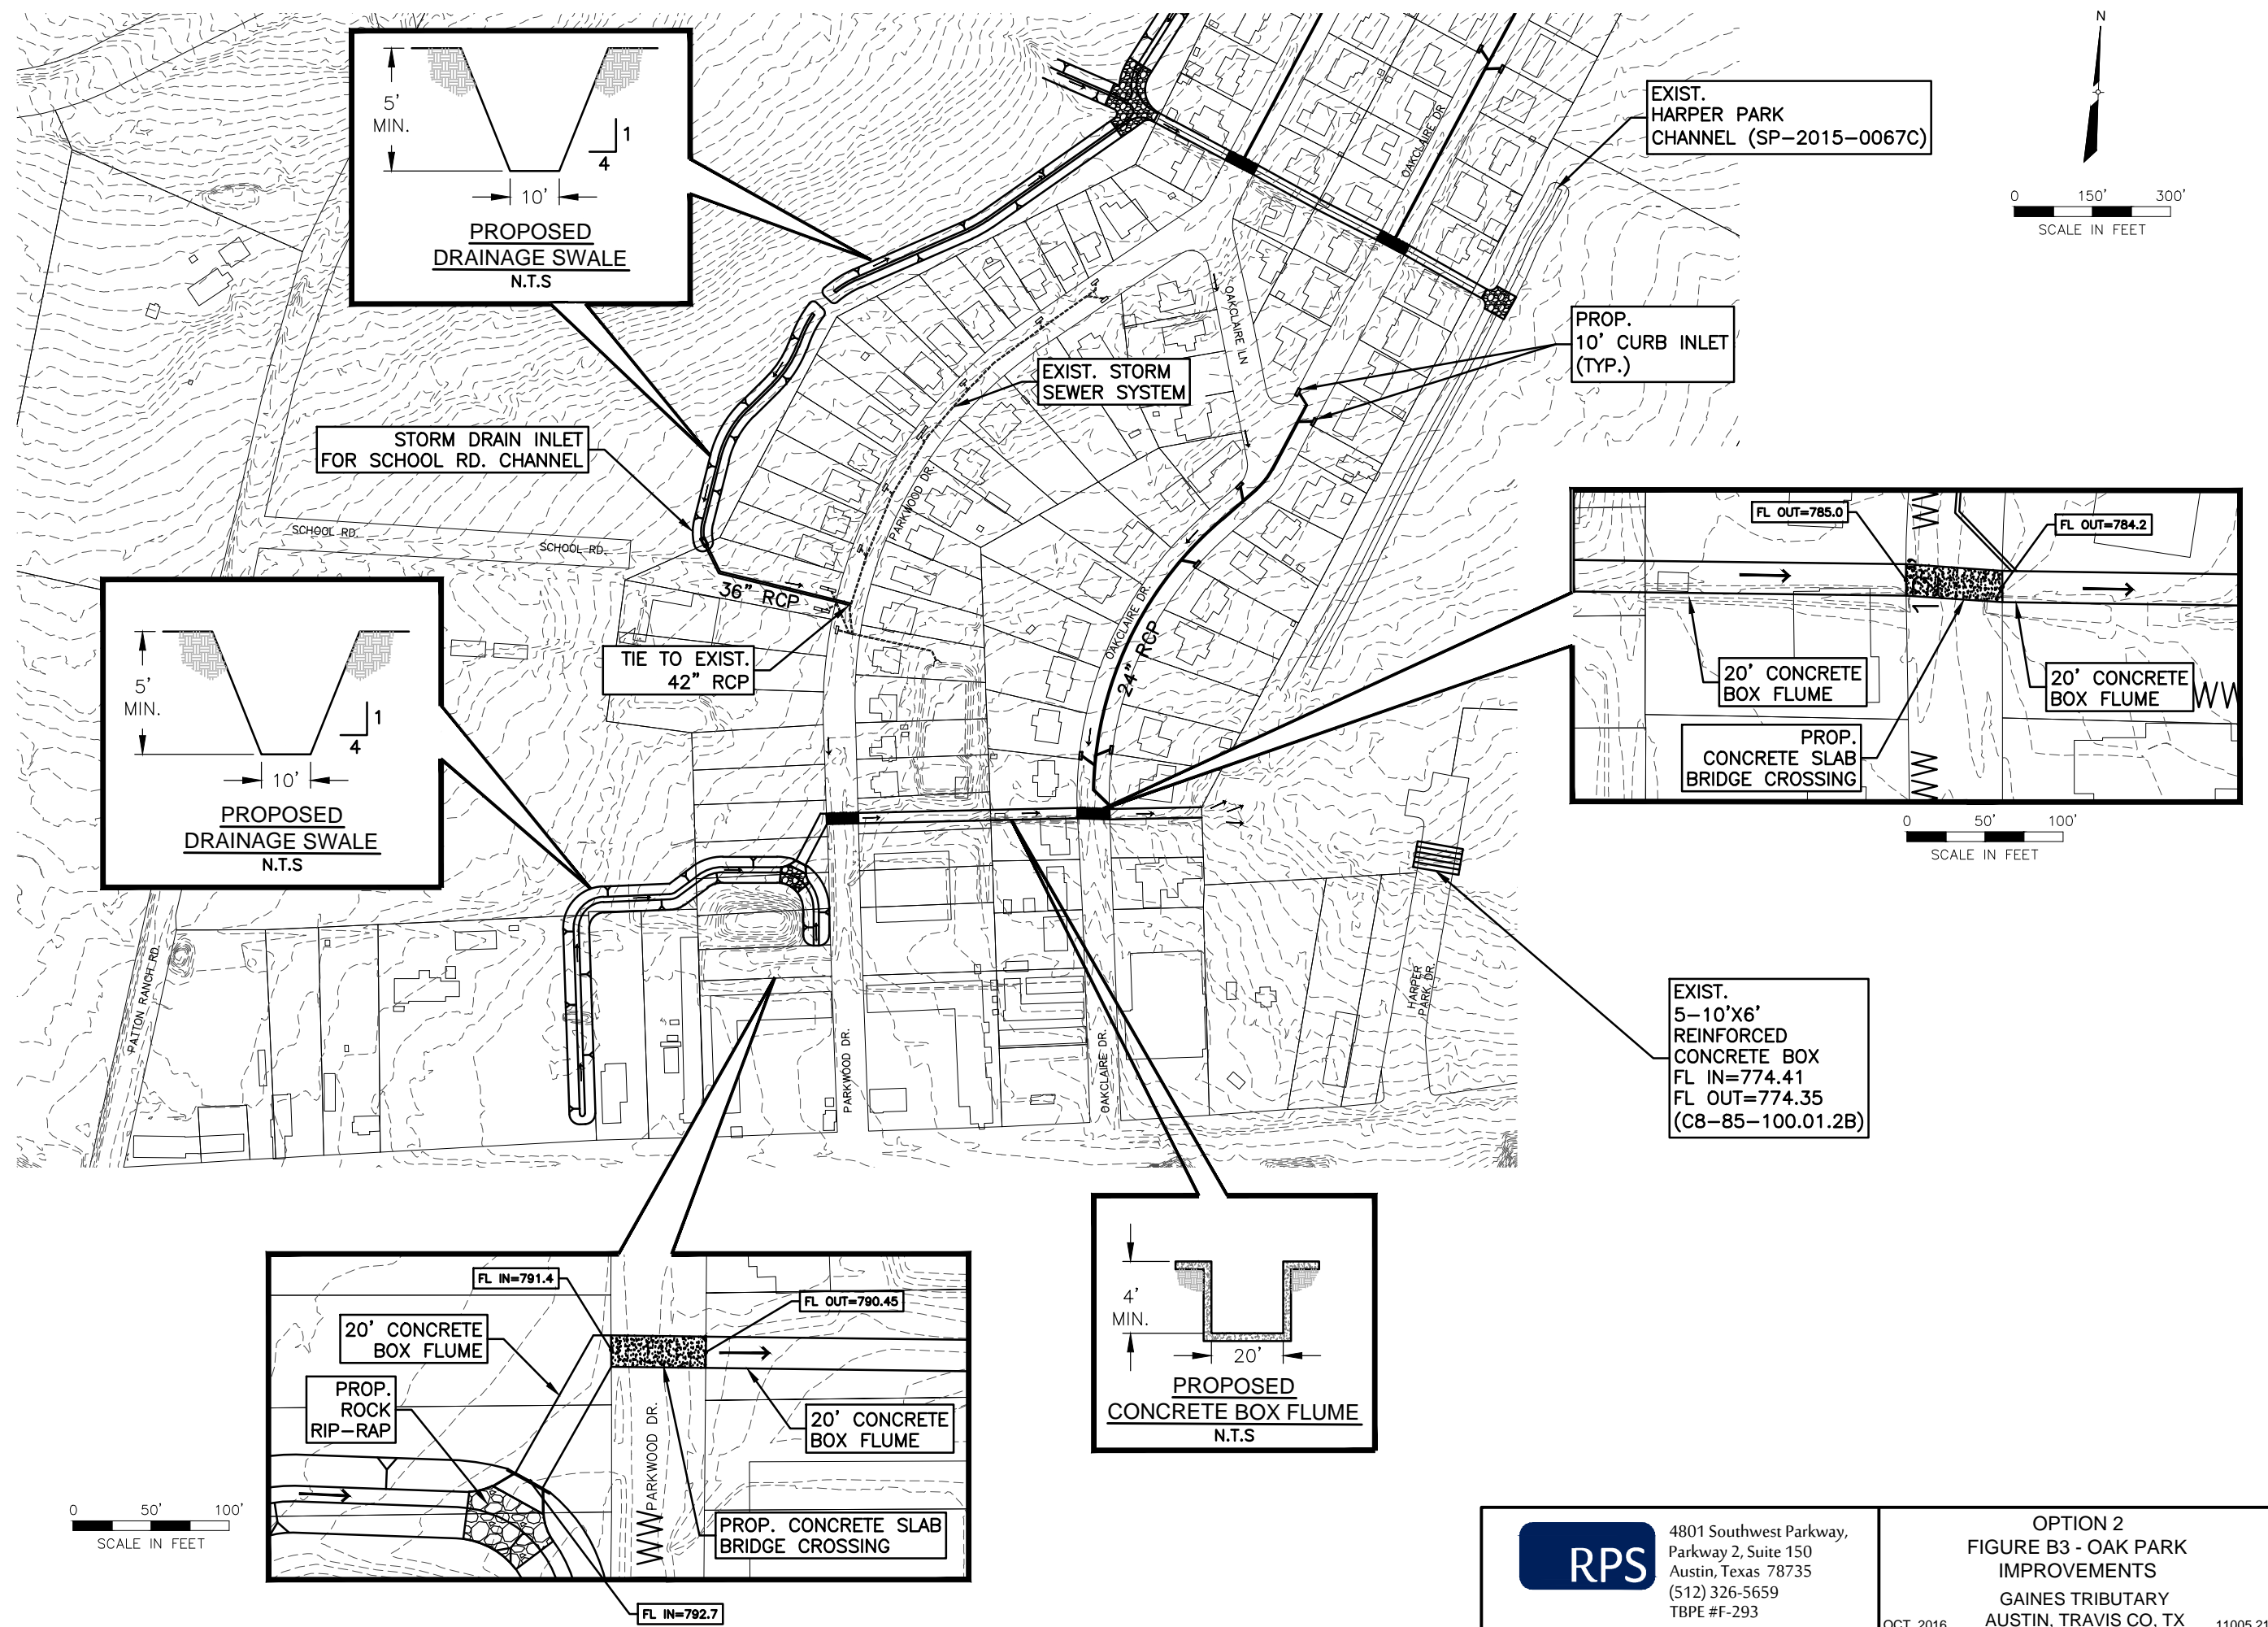 5'
MIN.
1
4
10'
PROPOSED
DRAINAGE SWALE
N.T.S
N
0 150' 300'
SCALE IN FEET
EXIST.
HARPER PARK
CHANNEL (SP-2015-0067C)
OAKCLAIRE DR
OAKCLAIRE LN
PROP.
10' CURB INLET
(TYP.)
EXIST. STORM
SEWER SYSTEM
STORM DRAIN INLET
FOR SCHOOL RD. CHANNEL
SCHOOL RD.
SCHOOL RD.
PARKWOOD DR.
36" RCP
TIE TO EXIST.
42" RCP
OAKCLAIRE DR.
OAKCLAIRE DR.
24" RCP
5'
MIN.
1
4
10'
PROPOSED
DRAINAGE SWALE
N.T.S
FL OUT=785.0
FL OUT=784.2
20' CONCRETE
BOX FLUME
20' CONCRETE
BOX FLUME
PROP.
CONCRETE SLAB
BRIDGE CROSSING
0 50' 100'
SCALE IN FEET
PATTON RANCH RD.
PARKWOOD DR.
OAKCLAIRE DR.
HARPER
PARK DR.
EXIST.
5-10'X6'
REINFORCED
CONCRETE BOX
FL IN=774.41
FL OUT=774.35
(C8-85-100.01.2B)
4'
MIN.
20'
PROPOSED
CONCRETE BOX FLUME
N.T.S
FL IN=791.4
FL OUT=790.45
20' CONCRETE
BOX FLUME
PROP.
ROCK
RIP-RAP
PARKWOOD DR.
20' CONCRETE
BOX FLUME
PROP. CONCRETE SLAB
BRIDGE CROSSING
FL IN=792.7
0 50' 100'
SCALE IN FEET
RPS
4801 Southwest Parkway,
Parkway 2, Suite 150
Austin, Texas 78735
(512) 326-5659
TBPE #F-293
OPTION 2
FIGURE B3 - OAK PARK
IMPROVEMENTS
GAINES TRIBUTARY
AUSTIN, TRAVIS CO, TX
OCT, 2016
11005.21